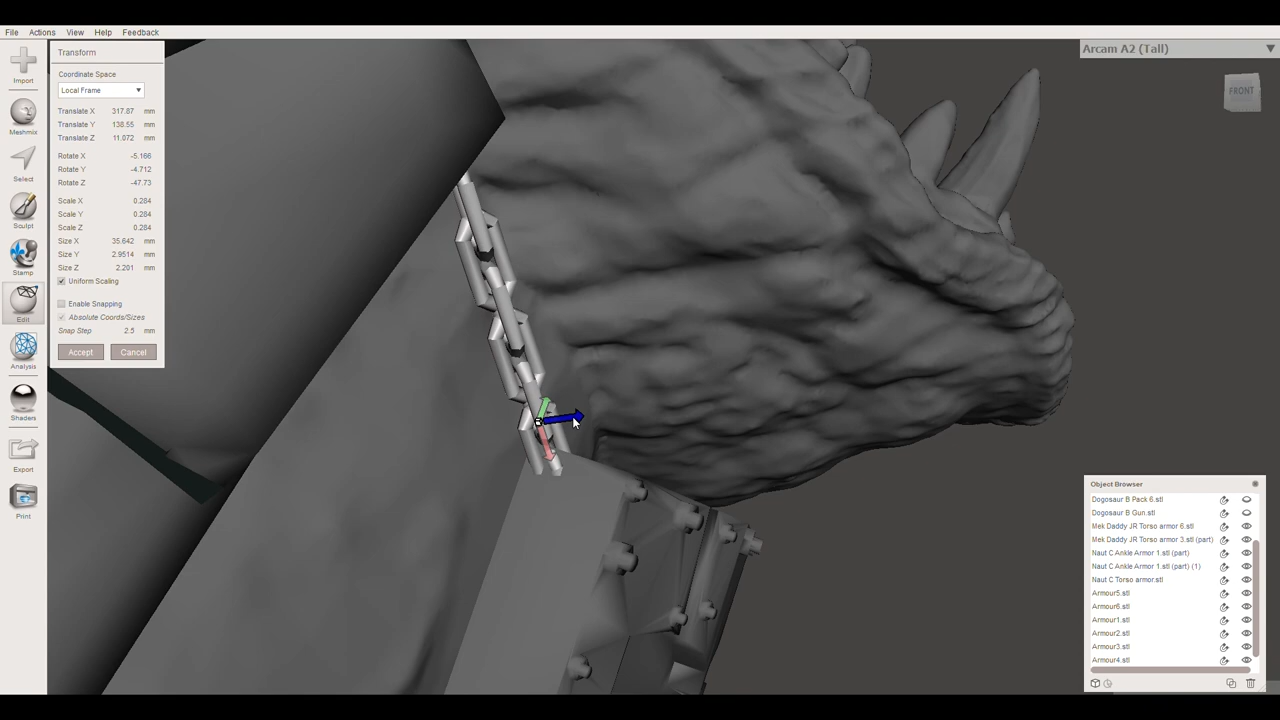 File Actions View Help Feedback
Import
Meshmix
Select
Sculpt
Stamp
Edit
Analysis
Shaders
Export
Print
Transform
Coordinate Space
Local Frame
Translate X 317.87 mm
Translate Y 138.55 mm
Translate Z 11.072 mm
Rotate X -5.166
Rotate Y -4.712
Rotate Z -47.73
Scale X 0.284
Scale Y 0.284
Scale Z 0.284
Size X 35.642 mm
Size Y 2.9514 mm
Size Z 2.201 mm
Uniform Scaling
Enable Snapping
Absolute Coords/Sizes
Snap Step 2.5 mm
Accept Cancel
Arcam A2 (Tall)
FRONT
Object Browser
Dogosaur B Pack 6.stl
Dogosaur B Gun.stl
Mek Daddy JR Torso armor 6.stl
Mek Daddy JR Torso armor 3.stl (part)
Naut C Ankle Armor 1.stl (part)
Naut C Ankle Armor 1.stl (part) (1)
Naut C Torso armor.stl
Armour5.stl
Armour6.stl
Armour1.stl
Armour2.stl
Armour3.stl
Armour4.stl